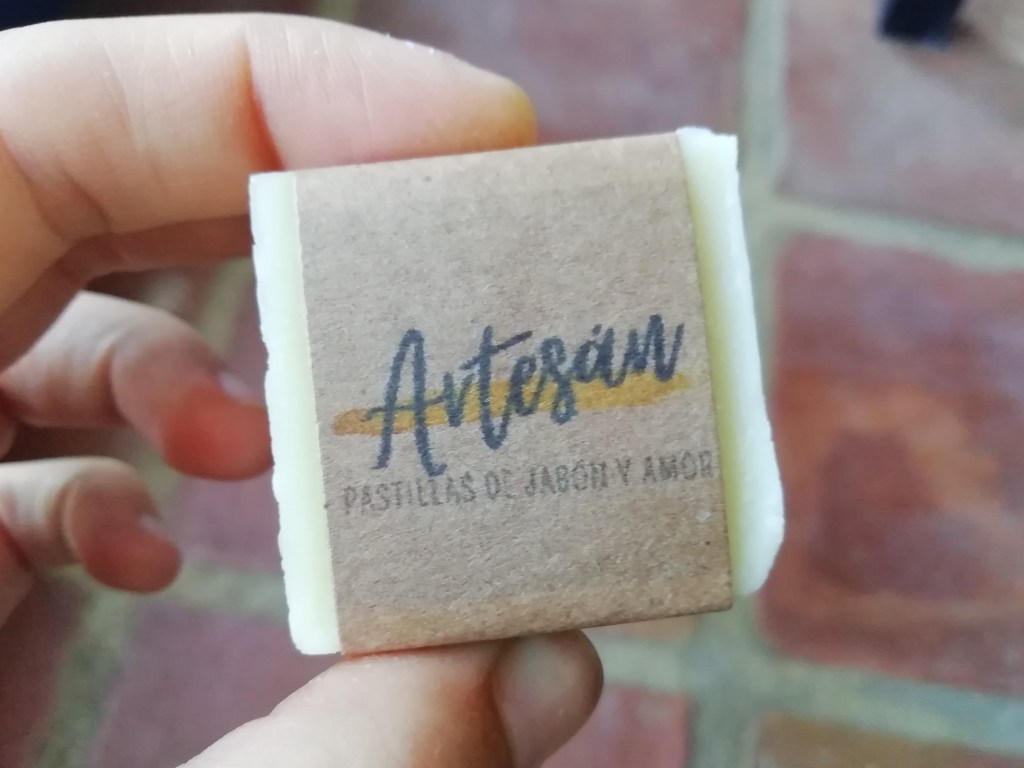 Artesán
- PASTILLAS DE JABÓN Y AMOR